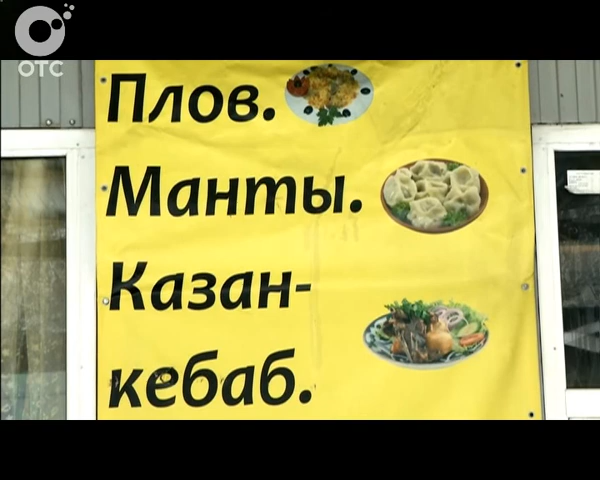 ОТС
Плов.
Манты.
Казан-
кебаб.